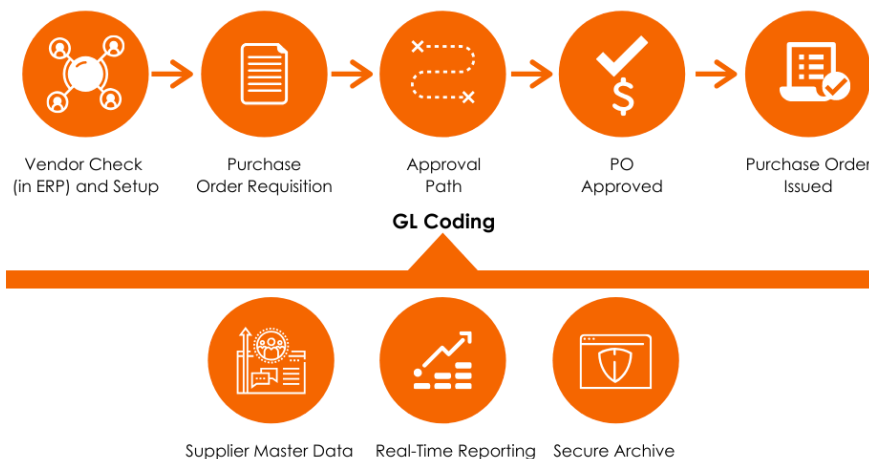 Vendor Check
(in ERP) and Setup
Purchase
Order Requisition
Approval
Path
PO
Approved
Purchase Order
Issued
GL Coding
Supplier Master Data
Real-Time Reporting
Secure Archive